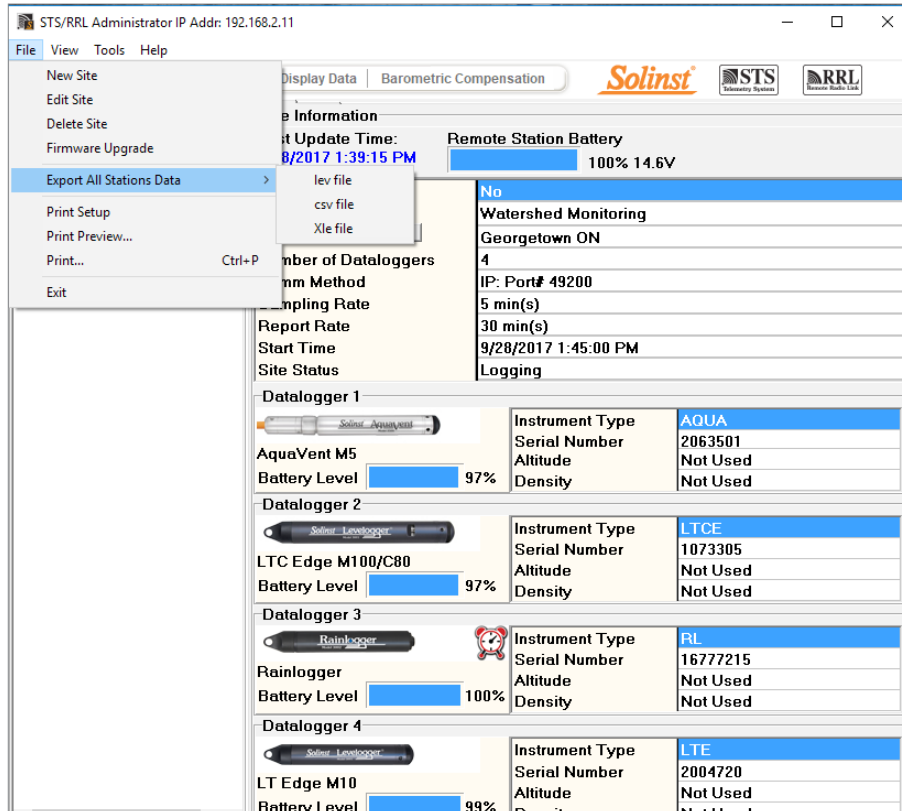 STS/RRL Administrator IP Addr: 192.168.2.11
File View Tools Help
New Site
Edit Site
Delete Site
Firmware Upgrade
Export All Stations Data
Print Setup
Print Preview...
Print... Ctrl+P
Exit
lev file
csv file
Xle file
Display Data Barometric Compensation
Solinst
STS
Telemetry System
RRL
Remote Radio Link
Information
Update Time: Remote Station Battery
8/2017 1:39:15 PM 100% 14.6V
No
Watershed Monitoring
Georgetown ON
of Dataloggers 4
Method IP: Port# 49200
Rate 5 min(s)
Report Rate 30 min(s)
Start Time 9/28/2017 1:45:00 PM
Site Status Logging
Datalogger 1
Solinst AquaVent
AquaVent M5
Battery Level 97%
Instrument Type AQUA
Serial Number 2063501
Altitude Not Used
Density Not Used
Datalogger 2
Solinst Levelogger
LTC Edge M100/C80
Battery Level 97%
Instrument Type LTCE
Serial Number 1073305
Altitude Not Used
Density Not Used
Datalogger 3
Rainlogger
Rainlogger
Battery Level 100%
Instrument Type RL
Serial Number 16777215
Altitude Not Used
Density Not Used
Datalogger 4
Solinst Levelogger
LT Edge M10
Battery Level 99%
Instrument Type LTE
Serial Number 2004720
Altitude Not Used